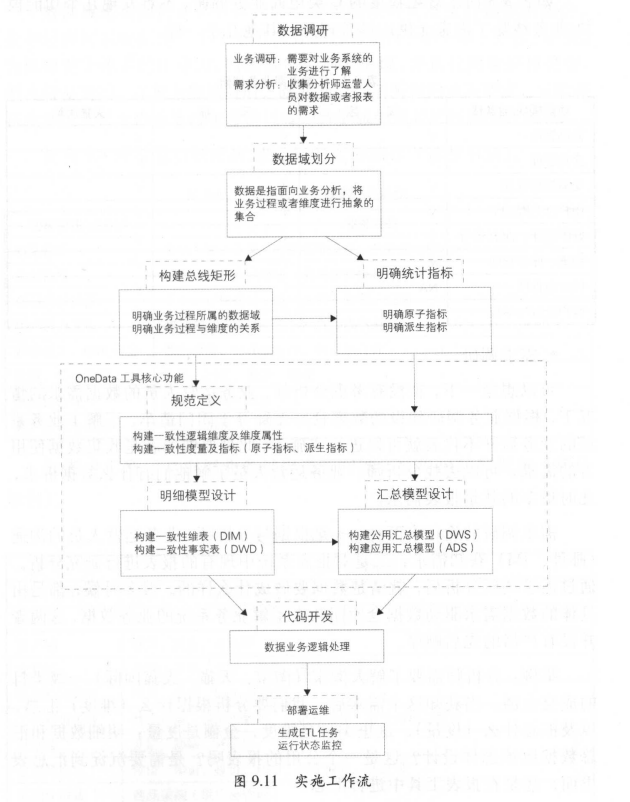 数据调研
业务调研：需要对业务系统的
业务进行了解
需求分析：收集分析师运营人
员对数据或者报表
的需求
数据域划分
数据是指面向业务分析，将
业务过程或者维度进行抽象的
集合
构建总线矩形
明确业务过程所属的数据域
明确业务过程与维度的关系
明确统计指标
明确原子指标
明确派生指标
OneData 工具核心功能
规范定义
构建一致性逻辑维度及维度属性
构建一致性度量及指标（原子指标、派生指标）
明细模型设计
构建一致性维表（DIM）
构建一致性事实表（DWD）
汇总模型设计
构建公用汇总模型（DWS）
构建应用汇总模型（ADS）
代码开发
数据业务逻辑处理
部署运维
生成ETL任务
运行状态监控
图 9.11 实施工作流